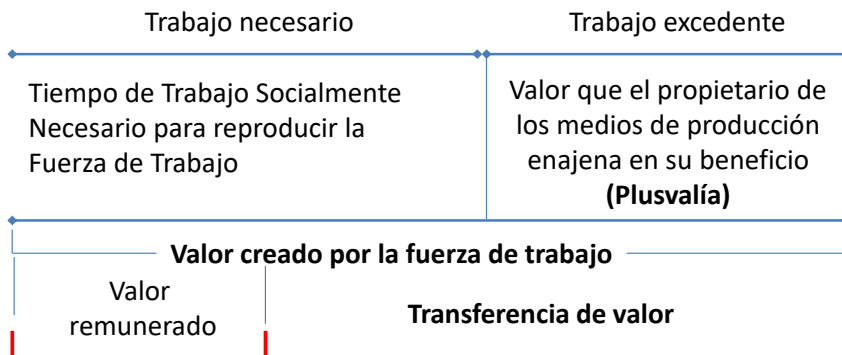 Trabajo necesario
Trabajo excedente
Tiempo de Trabajo Socialmente
Necesario para reproducir la
Fuerza de Trabajo
Valor que el propietario de
los medios de producción
enajena en su beneficio
(Plusvalía)
Valor creado por la fuerza de trabajo
Valor
remunerado
Transferencia de valor